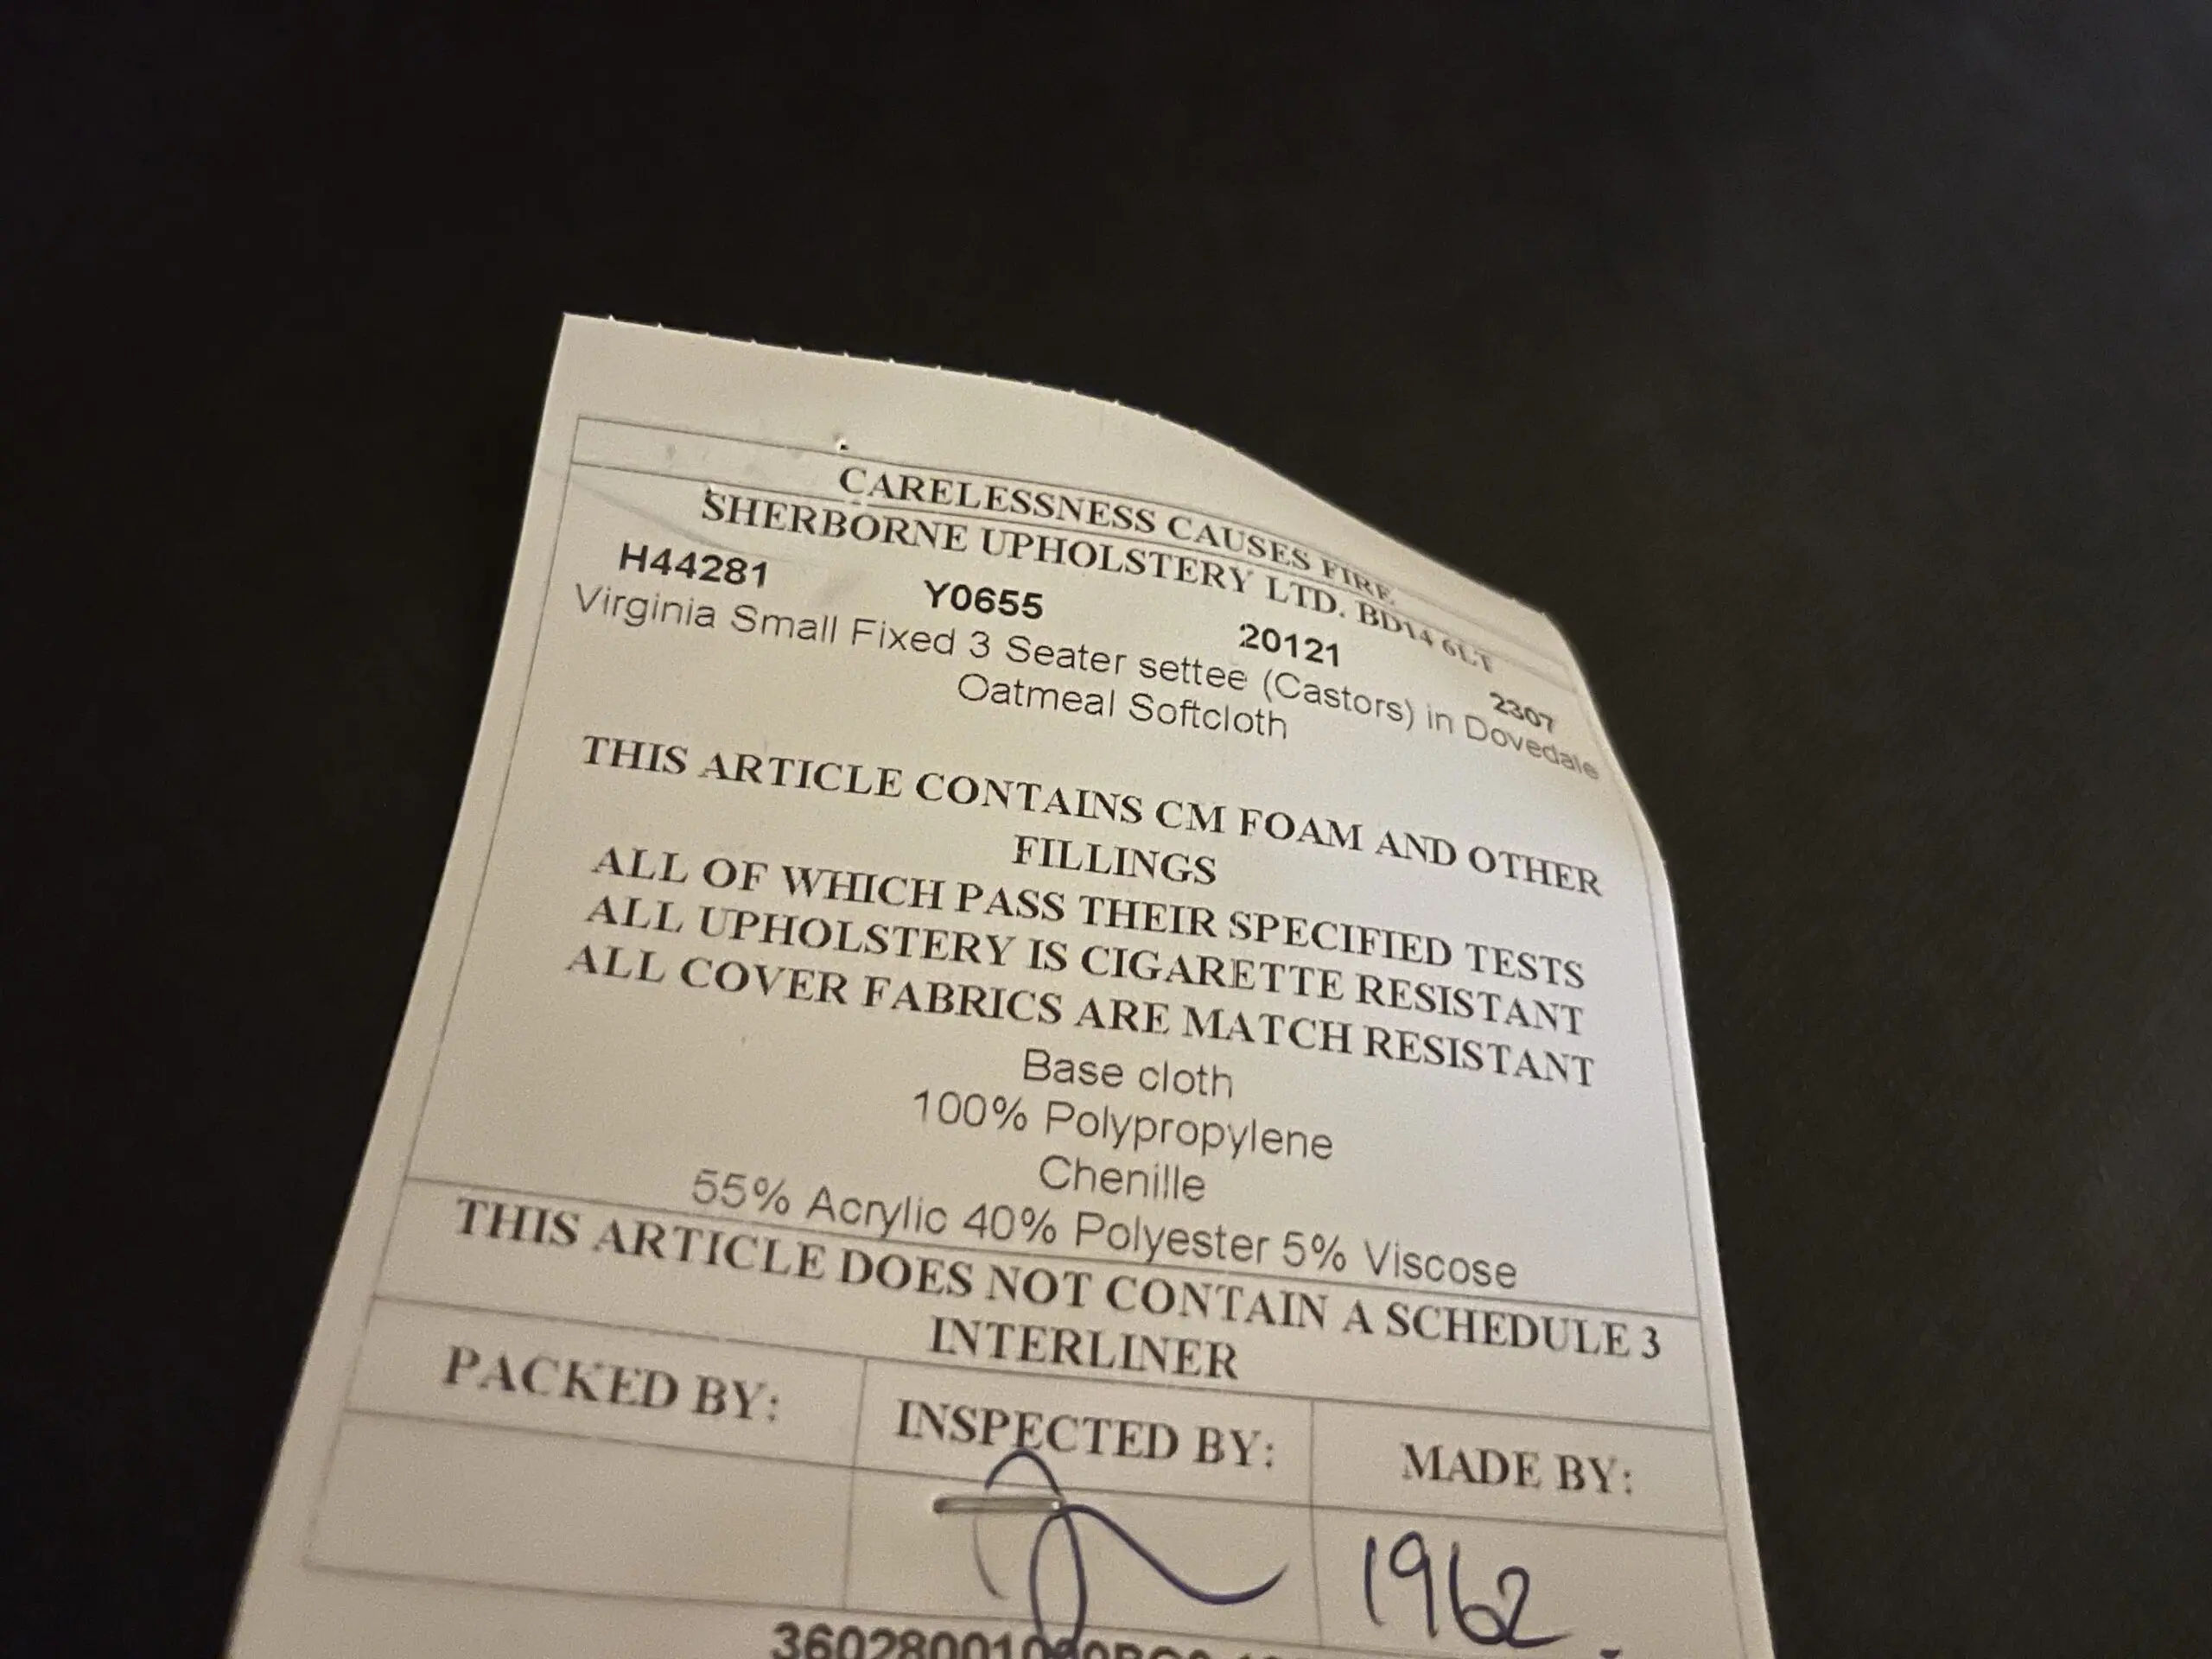 CARELESSNESS CAUSES FIRE
SHERBORNE UPHOLSTERY LTD. BD14 6LT
H44281 Y0655 20121 2307
Virginia Small Fixed 3 Seater settee (Castors) in Dovedale
Oatmeal Softcloth
THIS ARTICLE CONTAINS CM FOAM AND OTHER
FILLINGS
ALL OF WHICH PASS THEIR SPECIFIED TESTS
ALL UPHOLSTERY IS CIGARETTE RESISTANT
ALL COVER FABRICS ARE MATCH RESISTANT
Base cloth
100% Polypropylene
Chenille
55% Acrylic 40% Polyester 5% Viscose
THIS ARTICLE DOES NOT CONTAIN A SCHEDULE 3
INTERLINER
PACKED BY: INSPECTED BY: MADE BY:
1962